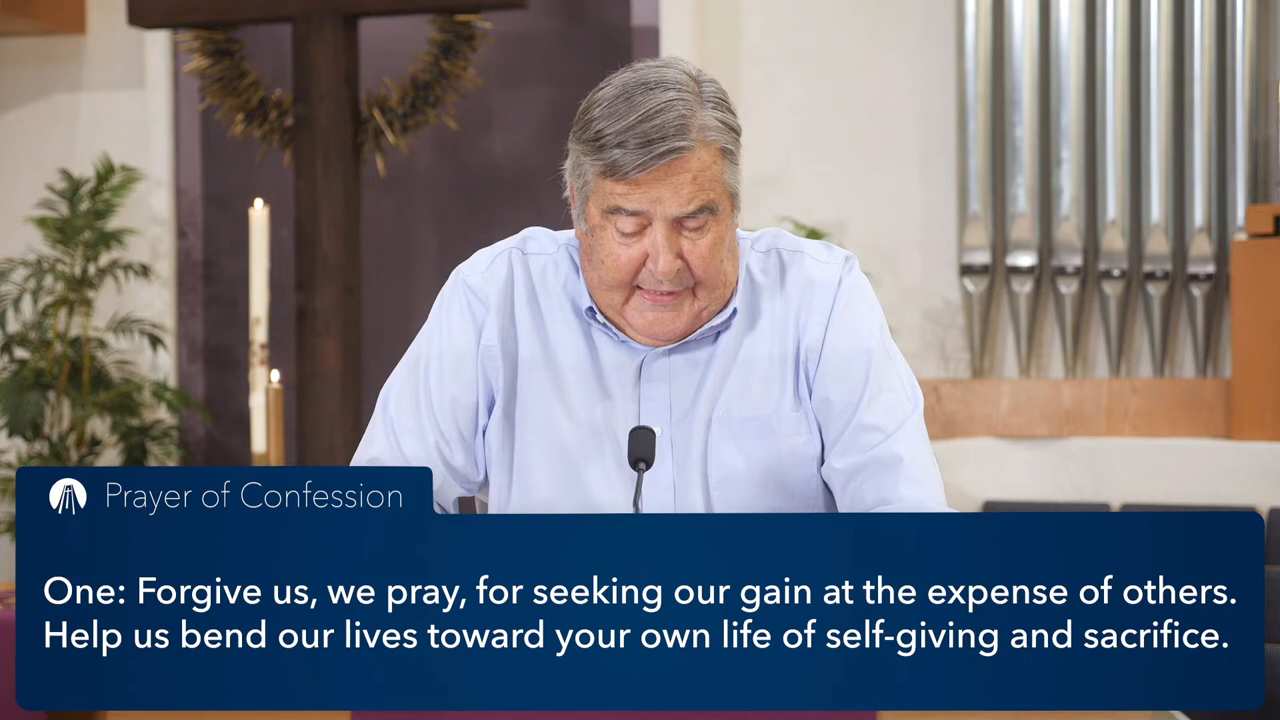 Prayer of Confession
One: Forgive us, we pray, for seeking our gain at the expense of others.
Help us bend our lives toward your own life of self-giving and sacrifice.